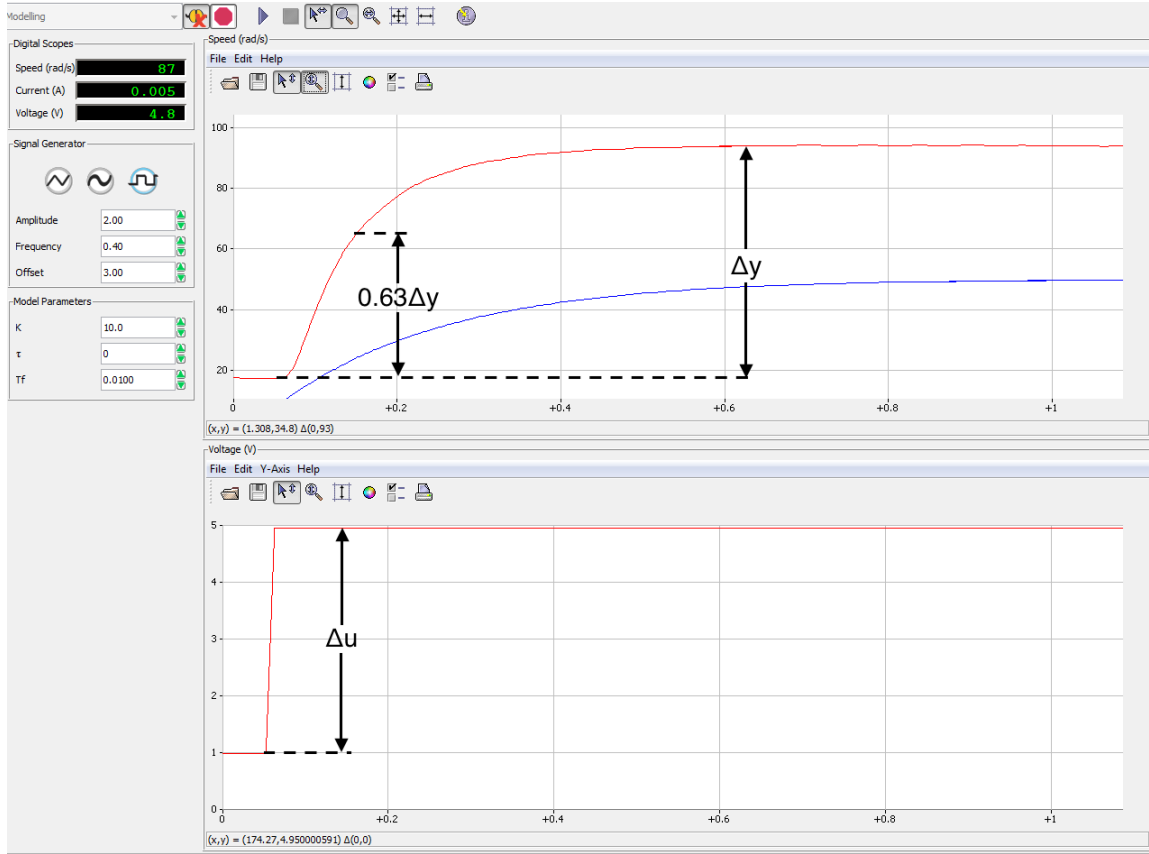 Modelling
Digital Scopes
Speed (rad/s) 87
Current (A) 0.005
Voltage (V) 4.8
Signal Generator
Amplitude 2.00
Frequency 0.40
Offset 3.00
Model Parameters
K 10.0
τ 0
Tf 0.0100
Speed (rad/s)
File Edit Help
100
80
60
40
20
0.63Δy
Δy
0 +0.2 +0.4 +0.6 +0.8 +1
(x,y) = (1.308,34.8) Δ(0,93)
Voltage (V)
File Edit Y-Axis Help
5
4
3
2
1
0
Δu
0 +0.2 +0.4 +0.6 +0.8 +1
(x,y) = (174.27,4.950000591) Δ(0,0)